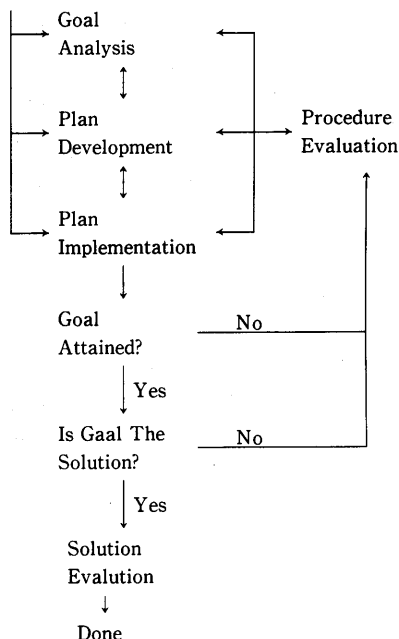 Goal
Analysis
Plan
Development
Procedure
Evaluation
Plan
Implementation
Goal
Attained?
No
Yes
Is Gaal The
Solution?
No
Yes
Solution
Evalution
Done